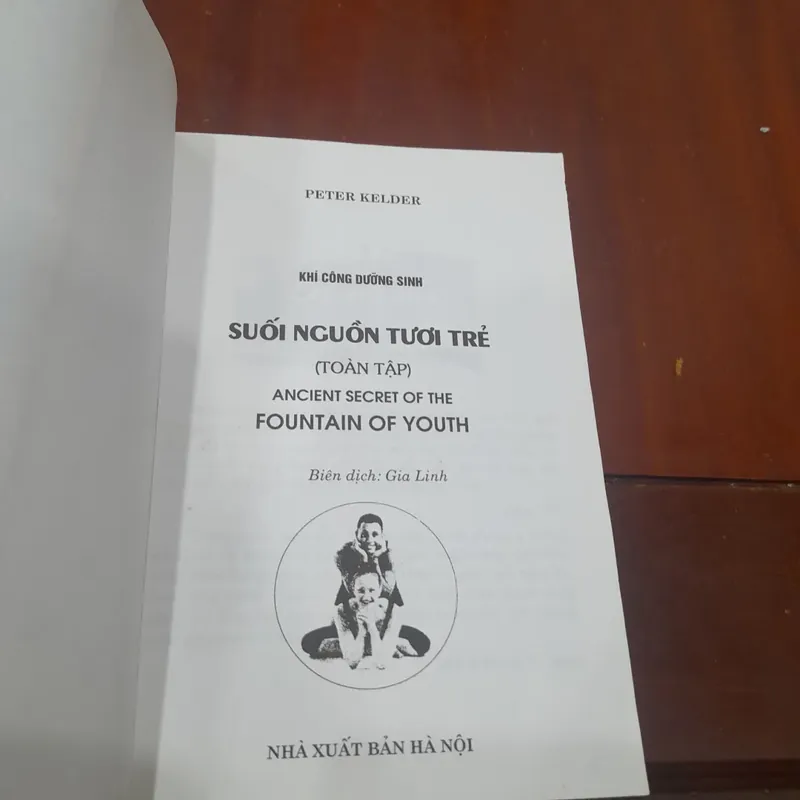 PETER KELDER
KHÍ CÔNG DƯỠNG SINH
SUỐI NGUỒN TƯƠI TRẺ
(TOÀN TẬP)
ANCIENT SECRET OF THE
FOUNTAIN OF YOUTH
Biên dịch: Gia Linh
NHÀ XUẤT BẢN HÀ NỘI